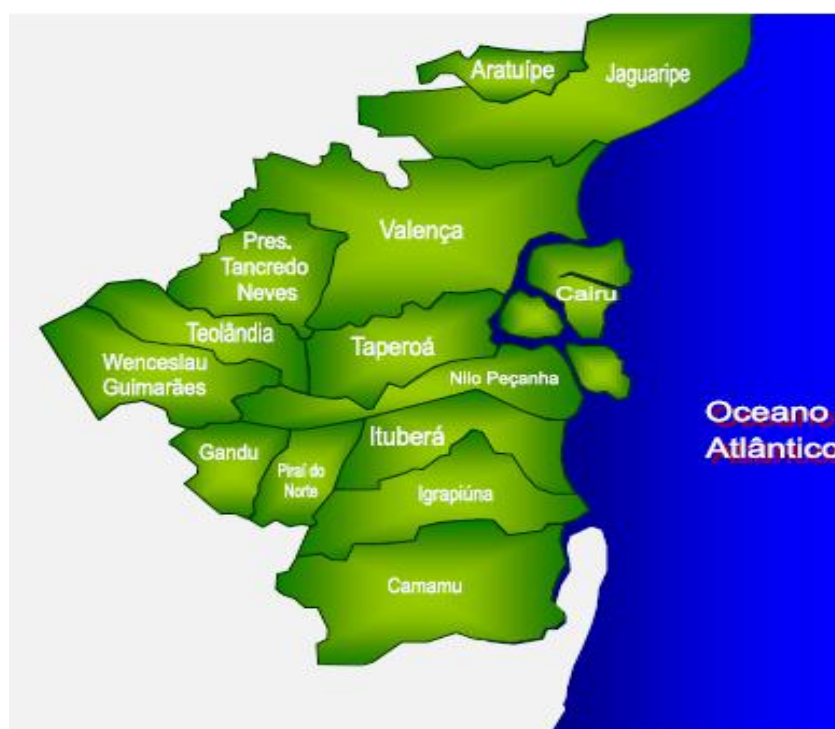 Aratuípe
Jaguaripe
Valença
Pres.
Tancredo
Neves
Cairu
Teolândia
Taperoá
Wenceslau
Guimarães
Nilo Peçanha
Oceano
Atlântico
Ituberá
Gandu
Piraí do
Norte
Igrapiúna
Camamu